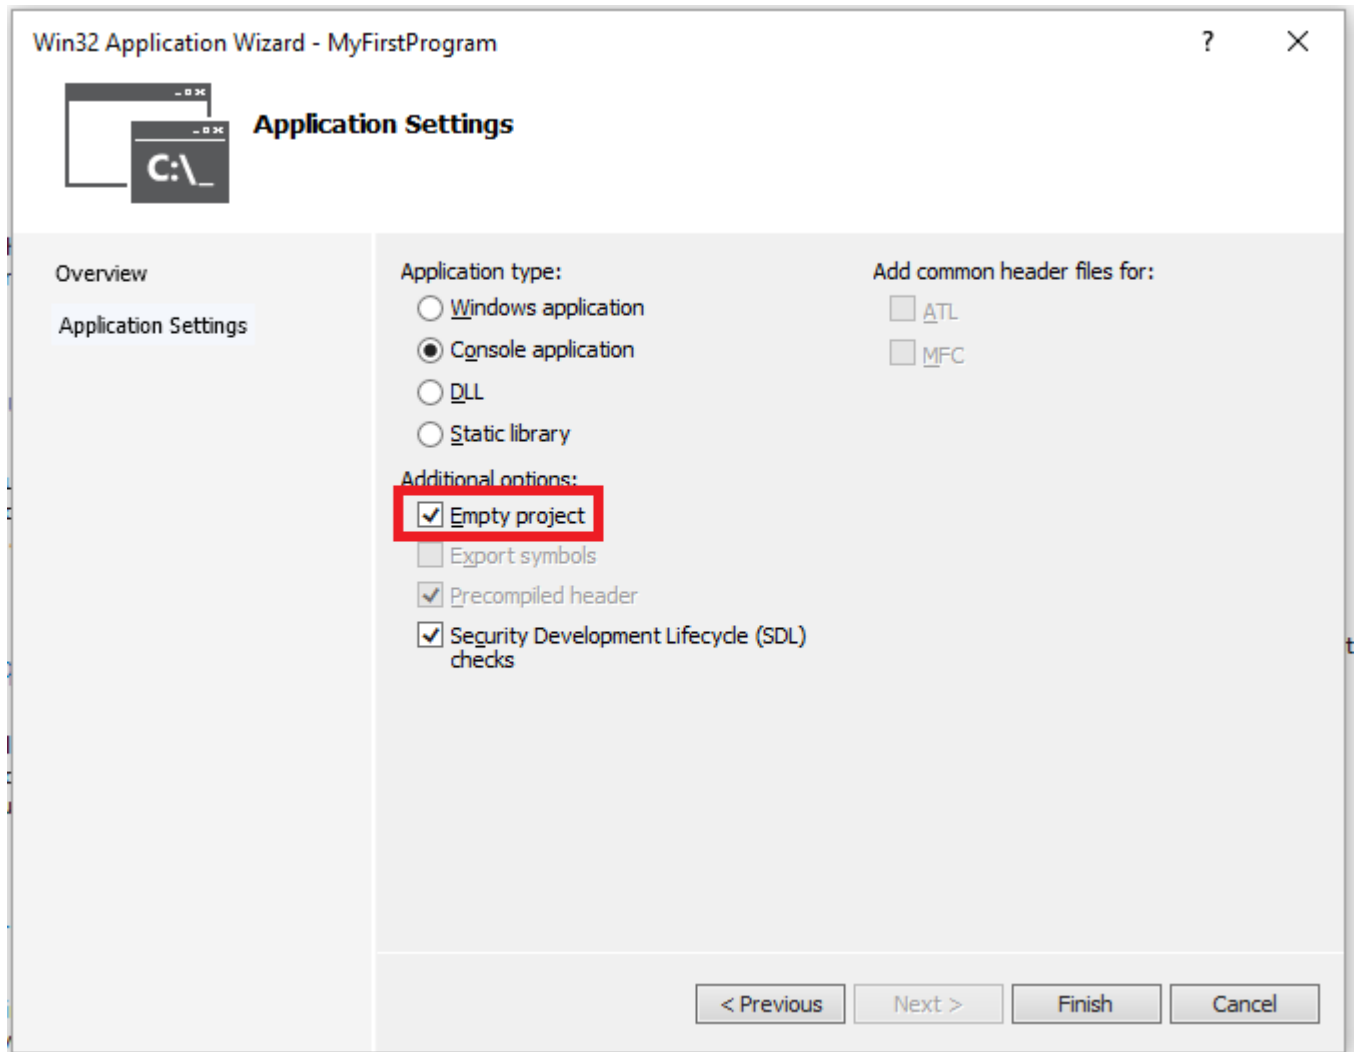 Win32 Application Wizard - MyFirstProgram
?
C:\_
Application Settings
Overview
Application Settings
Application type:
Windows application
Console application
DLL
Static library
Additional options:
Empty project
Export symbols
Precompiled header
Security Development Lifecycle (SDL)
checks
Add common header files for:
ATL
MFC
t
< Previous
Next >
Finish
Cancel